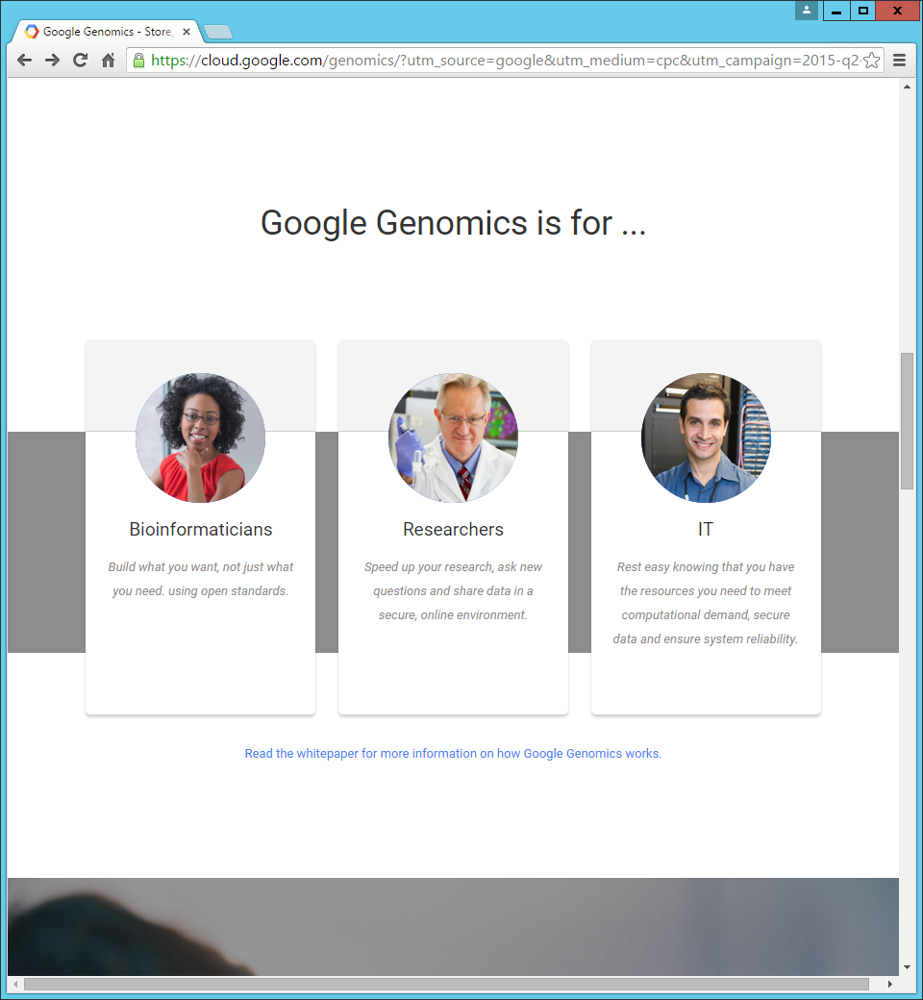 Google Genomics - Store,
https://cloud.google.com/genomics/?utm_source=google&utm_medium=cpc&utm_campaign=2015-q2-
Google Genomics is for ...
Bioinformaticians
Build what you want, not just what
you need. using open standards.
Researchers
Speed up your research, ask new
questions and share data in a
secure, online environment.
IT
Rest easy knowing that you have
the resources you need to meet
computational demand, secure
data and ensure system reliability.
Read the whitepaper for more information on how Google Genomics works.